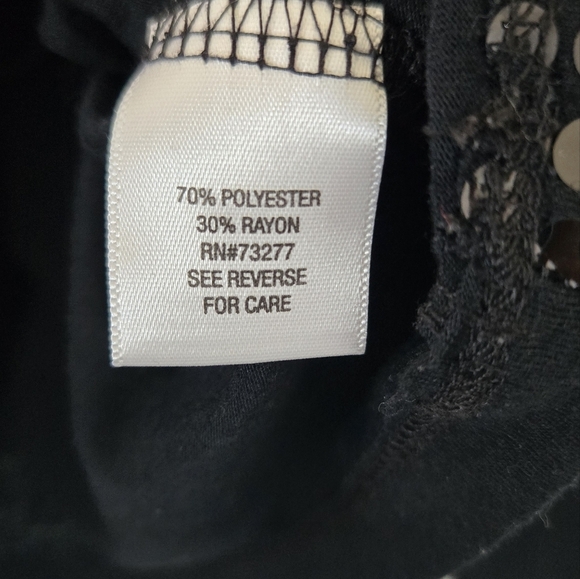 70% POLYESTER
30% RAYON
RN#73277
SEE REVERSE
FOR CARE